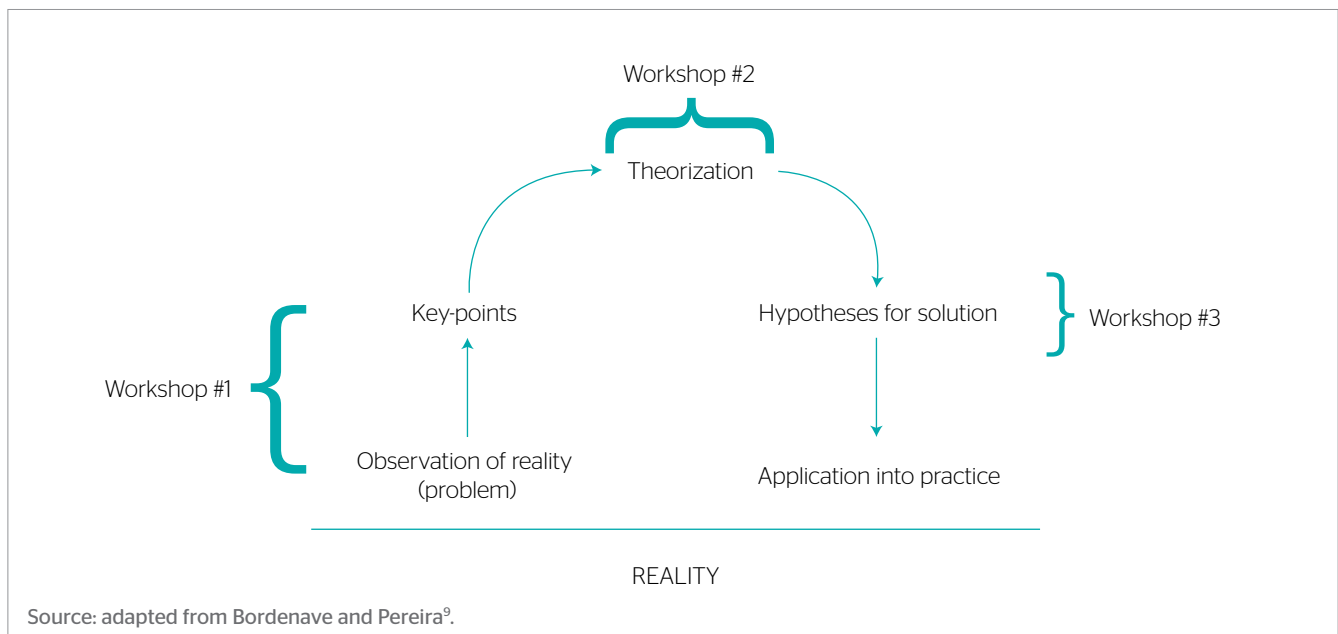 Workshop #2
Theorization
Key-points
Hypotheses for solution
Workshop #3
Workshop #1
Observation of reality
(problem)
Application into practice
REALITY
Source: adapted from Bordenave and Pereira⁹.